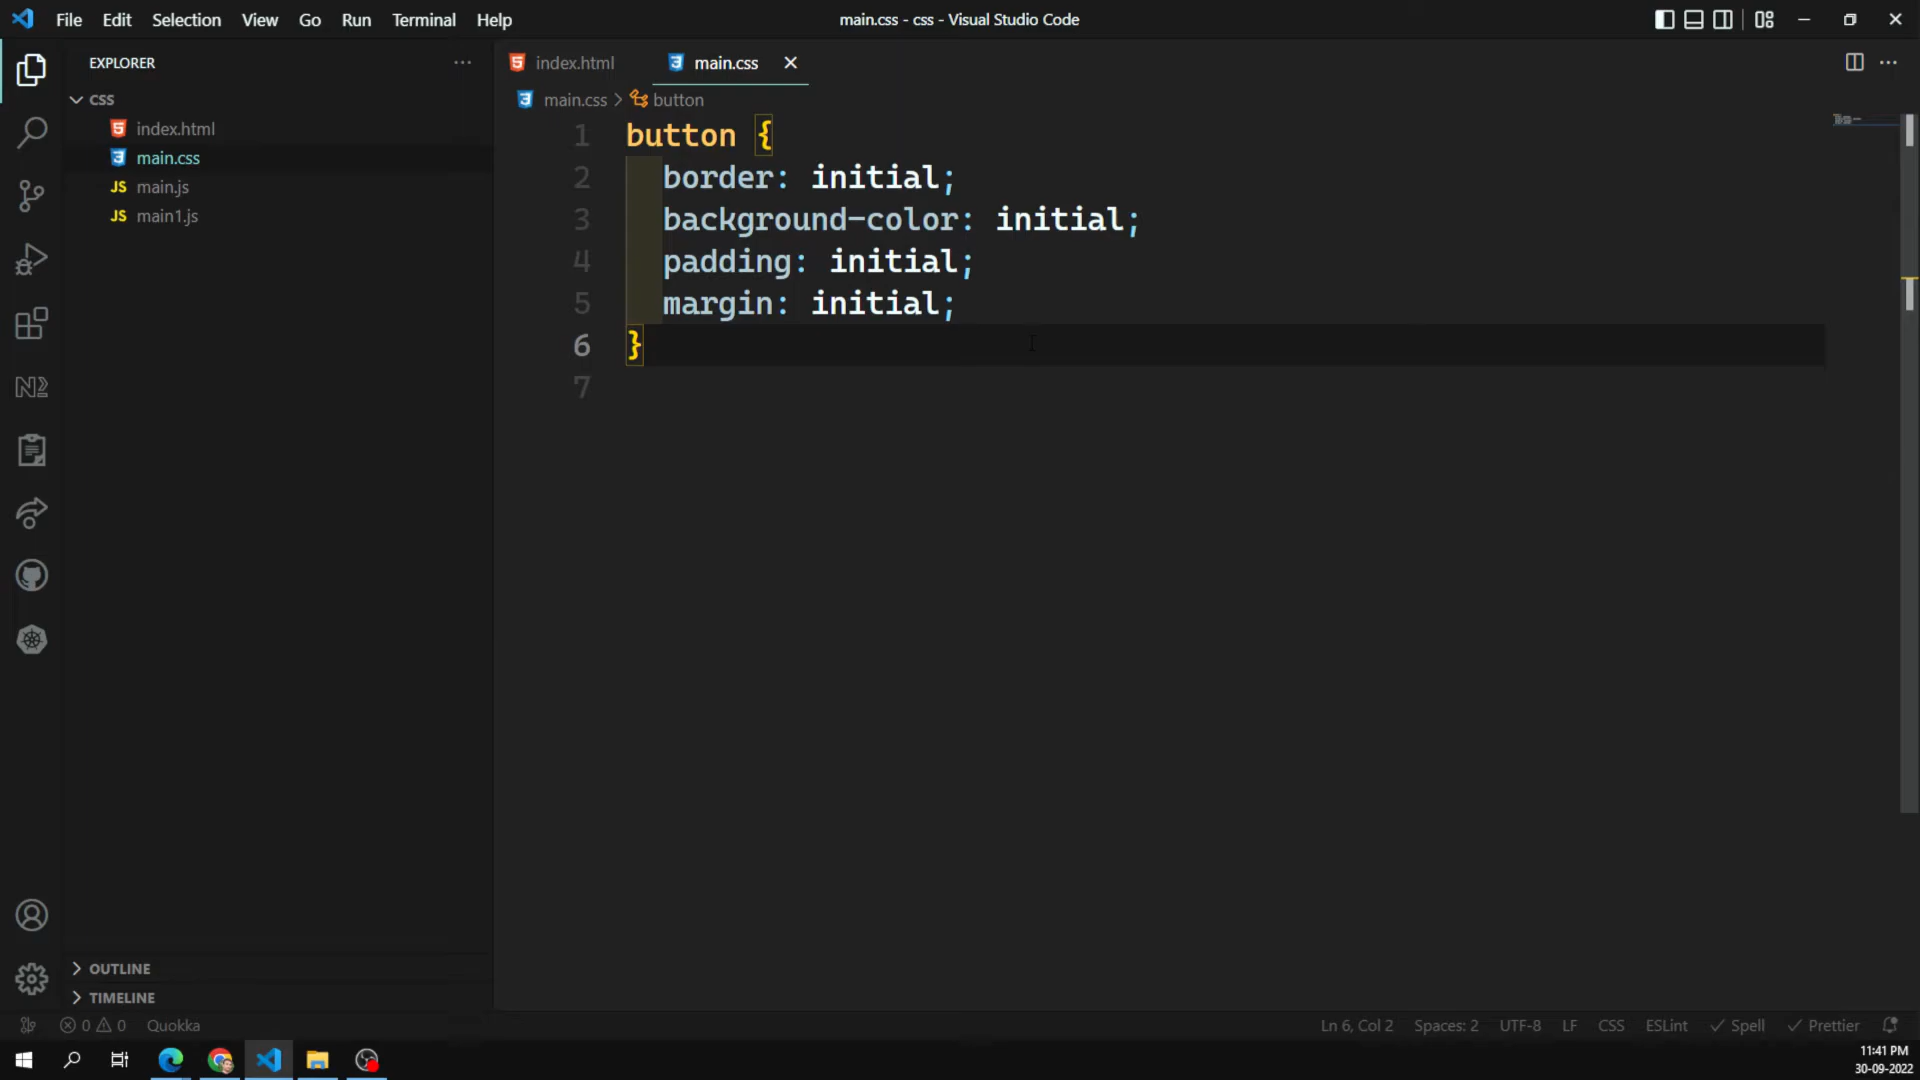 File Edit Selection View Go Run Terminal Help
main.css - css - Visual Studio Code
EXPLORER
CSS
index.html
main.css
JS main.js
JS main1.js
OUTLINE
TIMELINE
index.html
main.css
main.css > button
1 button {
2 border: initial;
3 background-color: initial;
4 padding: initial;
5 margin: initial;
6 }
7
0 0 Quokka
Ln 6, Col 2 Spaces: 2 UTF-8 LF CSS ESLint Spell Prettier
11:41 PM
30-09-2022